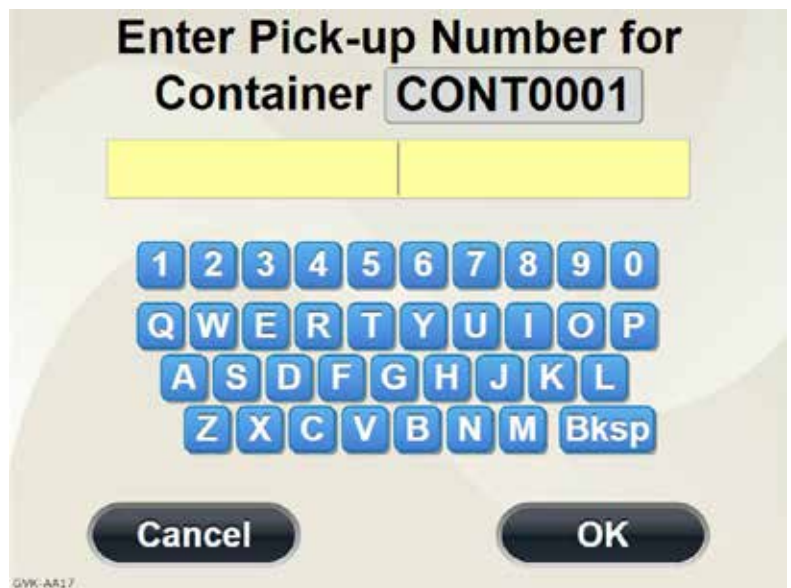 Enter Pick-up Number for
Container CONT0001
1 2 3 4 5 6 7 8 9 0
Q W E R T Y U I O P
A S D F G H J K L
Z X C V B N M Bksp
Cancel OK
GVK-AA17